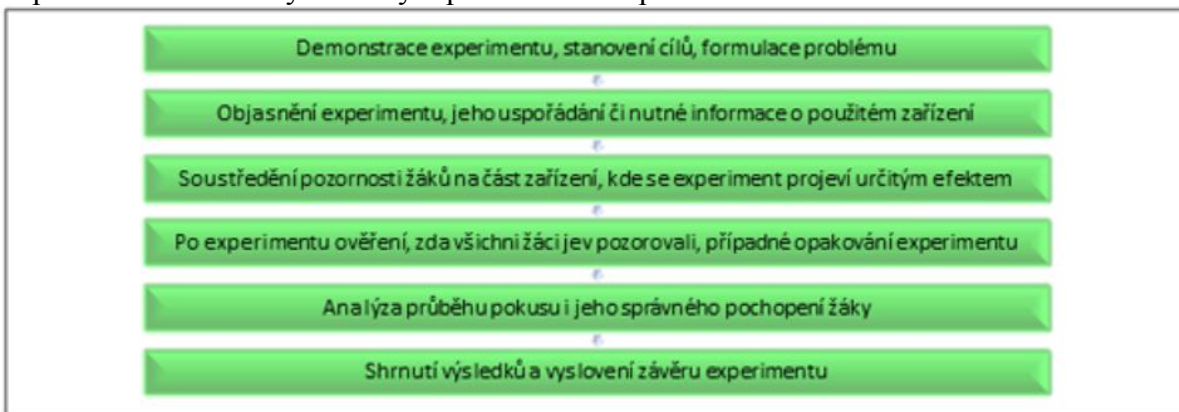 Demonstrace experimentu, stanovení cílů, formulace problému
Objasnění experimentu, jeho uspořádání či nutné informace o použitém zařízení
Soustředění pozornosti žáků na část zařízení, kde se experiment projeví určitým efektem
Po experimentu ověření, zda všichni žáci jev pozorovali, případné opakování experimentu
Analýza průběhu pokusu i jeho správného pochopení žáky
Shrnutí výsledků a vyslovení závěru experimentu